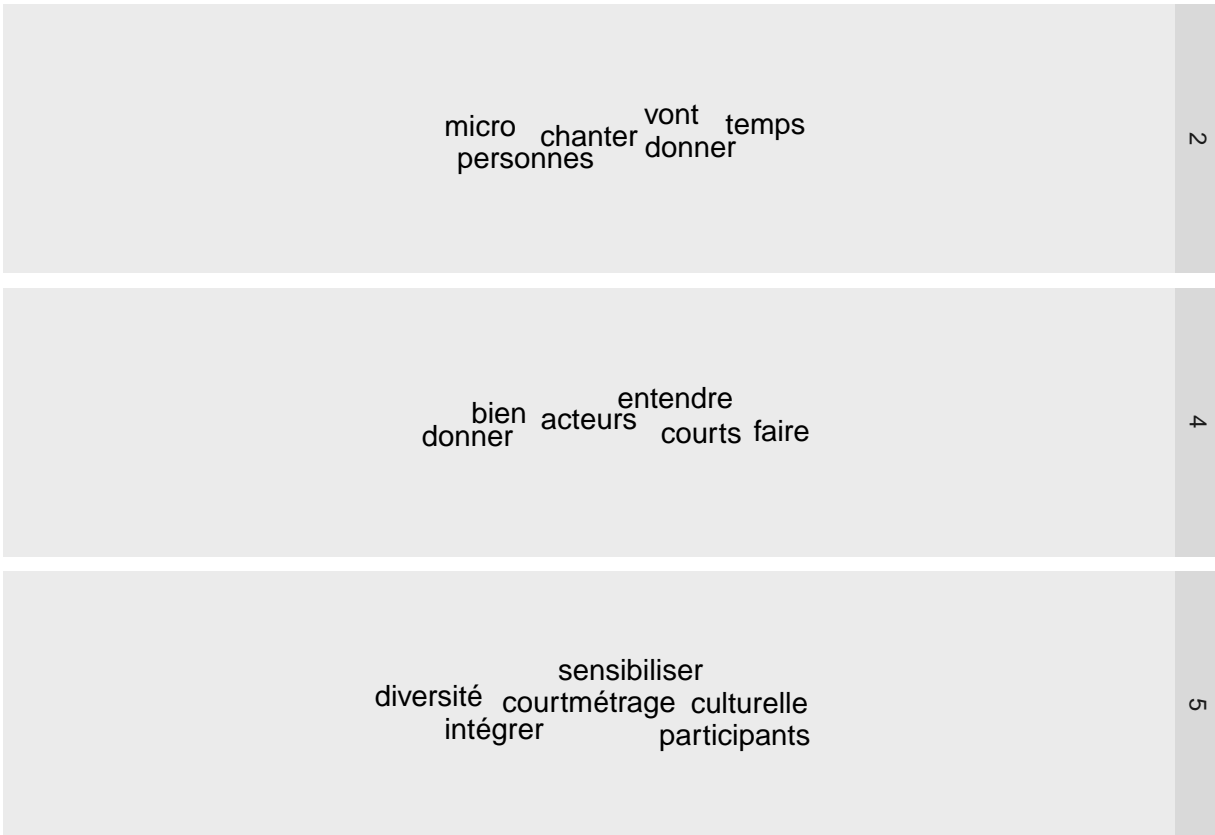 vont
micro chanter temps
personnes donner
2
entendre
bien acteurs
donner courts faire
4
sensibiliser
diversité courtmétrage culturelle
intégrer participants
5